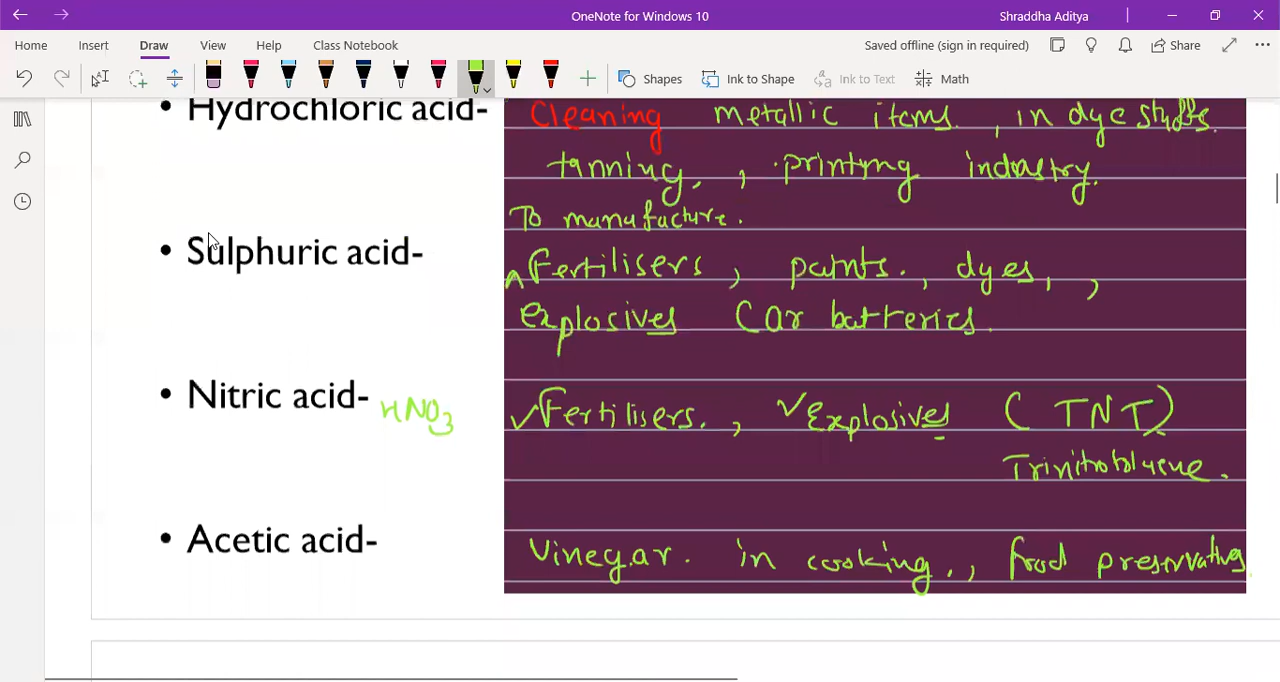 OneNote for Windows 10
Shraddha Aditya
Home Insert Draw View Help Class Notebook
Saved offline (sign in required)
Share
Shapes
Ink to Shape
Ink to Text
Math
• Hydrochloric acid-
Cleaning metallic items. , in dye stuffs.
tanning. , printing industry.
To manufacture.
• Sulphuric acid-
Fertilisers , paints. , dyes, ,
explosives Car batteries.
• Nitric acid- HNO3
✓Fertilisers. , ✓Explosives ( TNT)
Trinitrotoluene.
• Acetic acid-
Vinegar. in cooking. , food preservatives